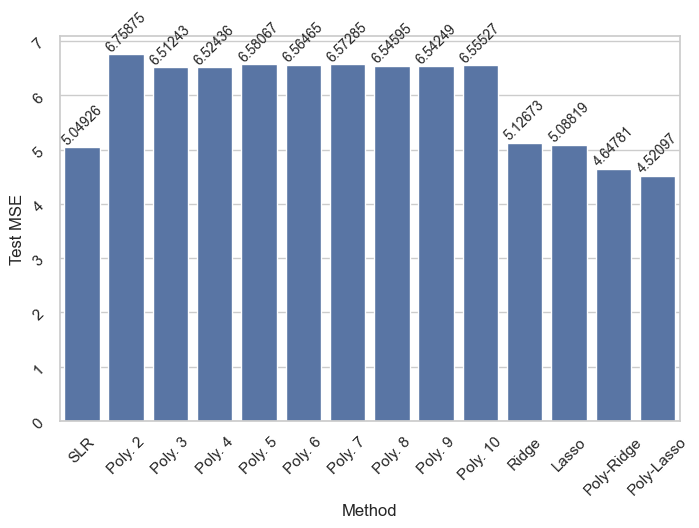 7
6
5
4
3
2
1
0
Test MSE
5.04926
6.75875
6.51243
6.52436
6.58067
6.56465
6.57285
6.54595
6.54249
6.55527
5.12673
5.08819
4.64781
4.52097
SLR
Poly. 2
Poly. 3
Poly. 4
Poly. 5
Poly. 6
Poly. 7
Poly. 8
Poly. 9
Poly. 10
Ridge
Lasso
Poly-Ridge
Poly-Lasso
Method